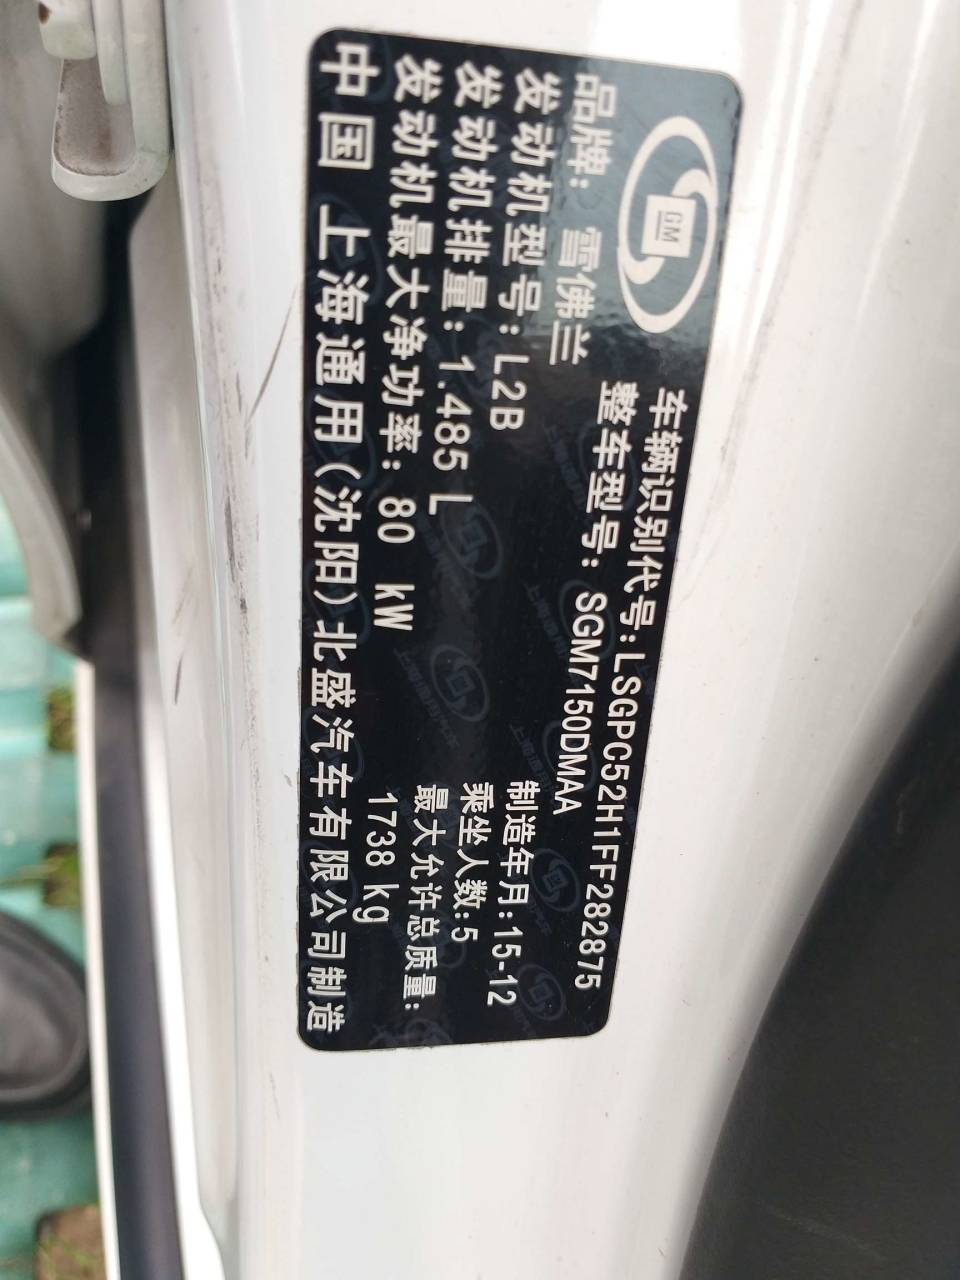 GM
车辆识别代号:LSGPC52H1FF282875
整车型号:SGM7150DMAA
品牌:雪佛兰
发动机型号:L2B
制造年月:15-12
发动机排量:1.485 L
乘坐人数:5
发动机最大净功率:80 kW
最大允许总质量:
1738 kg
中国 上海通用(沈阳)北盛汽车有限公司制造